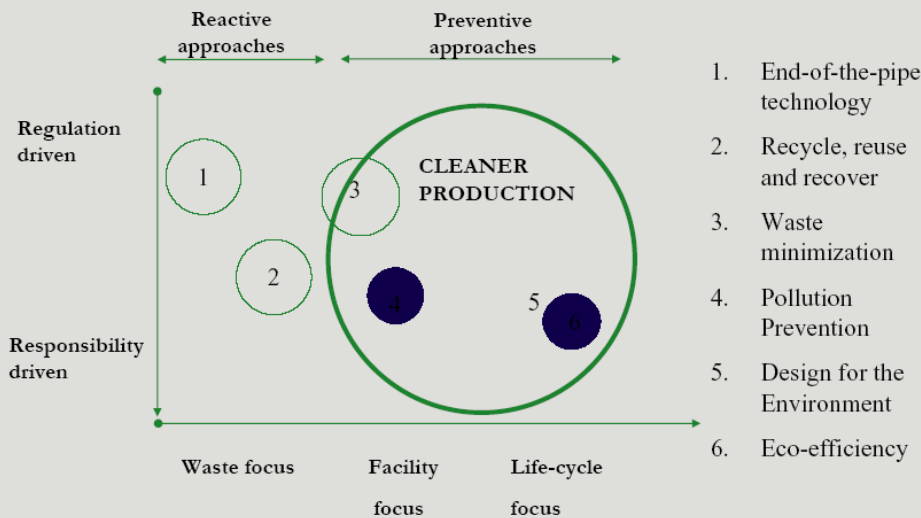 Reactive
approaches
Preventive
approaches
Regulation
driven
Responsibility
driven
CLEANER
PRODUCTION
1
2
3
4
5
6
Waste focus
Facility
focus
Life-cycle
focus
1. End-of-the-pipe
technology
2. Recycle, reuse
and recover
3. Waste
minimization
4. Pollution
Prevention
5. Design for the
Environment
6. Eco-efficiency